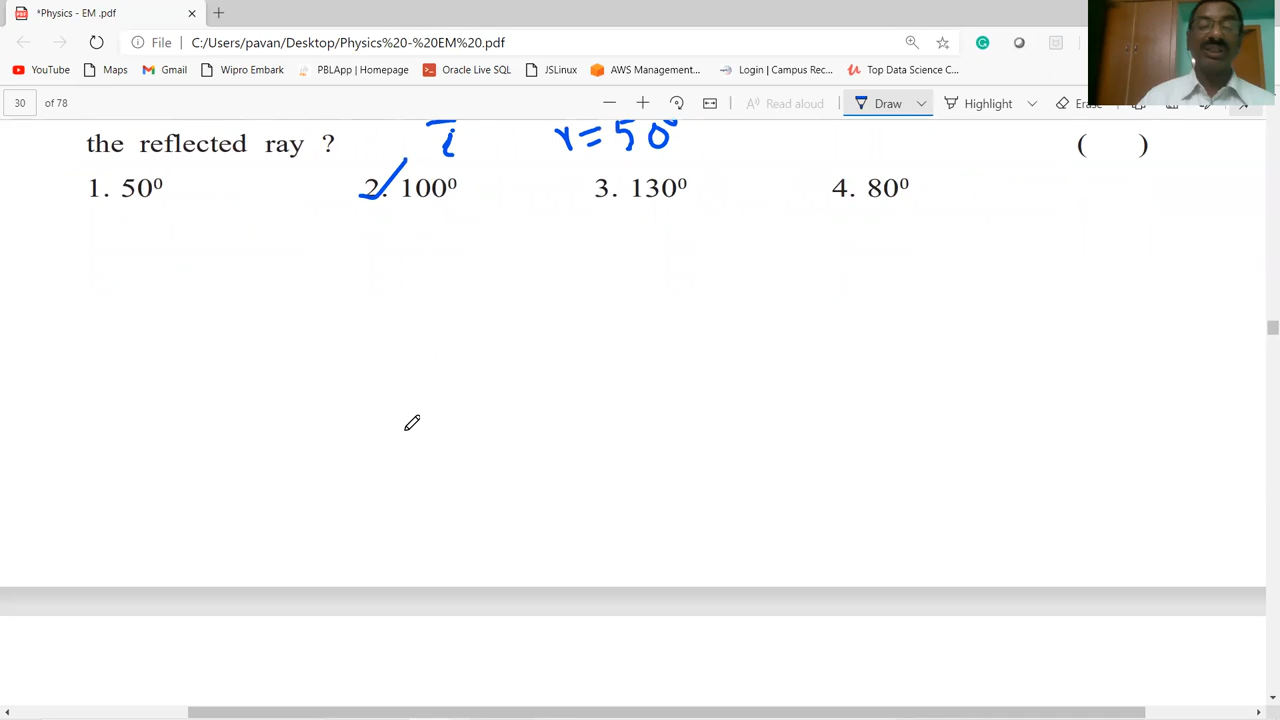 *Physics - EM .pdf
File C:/Users/pavan/Desktop/Physics%20-%20EM%20.pdf
YouTube Maps Gmail Wipro Embark PBLApp | Homepage Oracle Live SQL JSLinux AWS Management... Login | Campus Rec... Top Data Science C...
30 of 78 Read aloud Draw Highlight Erase
the reflected ray ? i r = 50° ( )
1. 50⁰ 2. 100⁰ 3. 130⁰ 4. 80⁰